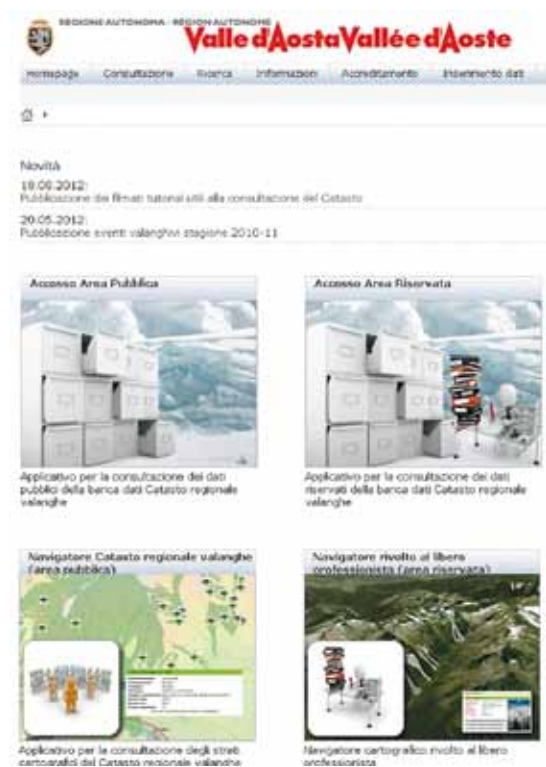 REGIONE AUTONOMA - RÉGION AUTONOME
Valle d'Aosta Vallée d'Aoste
Homepage Consultazione Ricerca Informazioni Accreditamento Inserimento dati
Novità
18.08.2012:
Pubblicazione dei filmati tutorial utili alla consultazione del Catasto
20.05.2012:
Pubblicazione eventi valanghivi stagione 2010-11
Accesso Area Pubblica
Accesso Area Riservata
Applicativo per la consultazione dei dati
pubblici della banca dati Catasto regionale
valanghe
Applicativo per la consultazione dei dati
riservati della banca dati Catasto regionale
valanghe
Navigatore Catasto regionale valanghe
(area pubblica)
Navigatore rivolto al libero
professionista (area riservata)
Applicativo per la consultazione degli strati
cartografici del Catasto regionale valanghe
Navigatore cartografico rivolto al libero
professionista